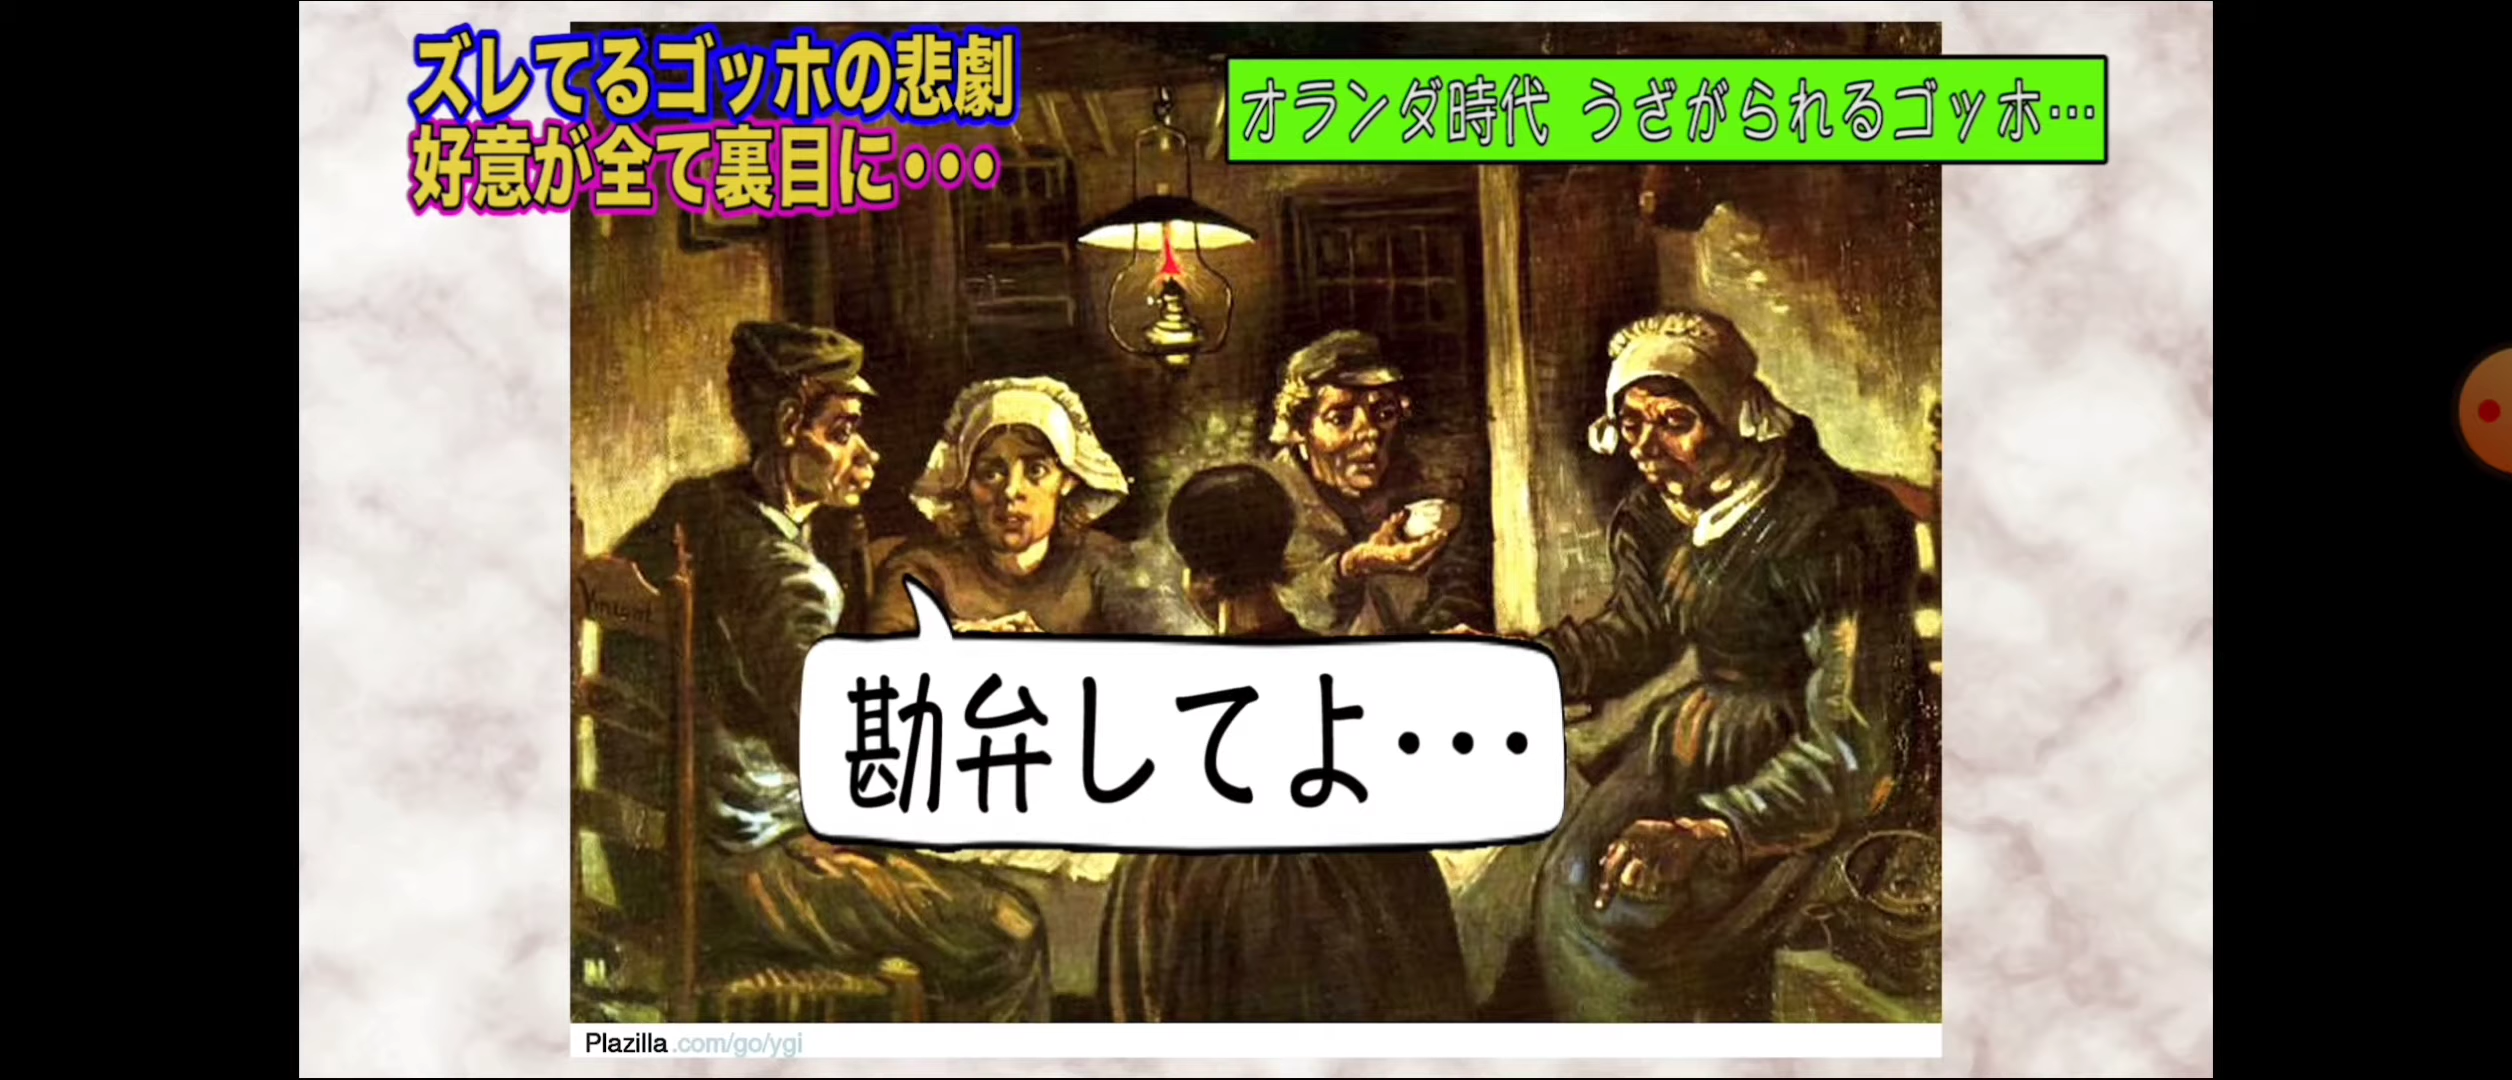 ズレてるゴッホの悲劇
好意が全て裏目に・・・
オランダ時代 うざがられるゴッホ…
Vincent
勘弁してよ・・・
Plazilla.com/go/ygi